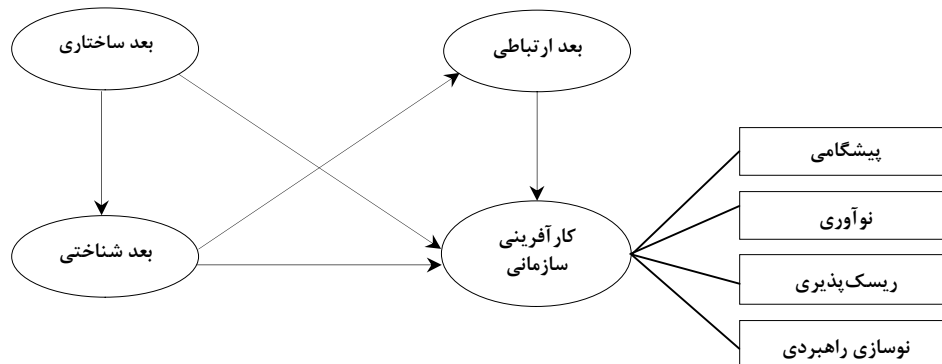 بعد ساختاری
بعد ارتباطی
پیشگامی
نوآوری
بعد شناختی
کارآفرینی
سازمانی
ریسک‌پذیری
نوسازی راهبردی